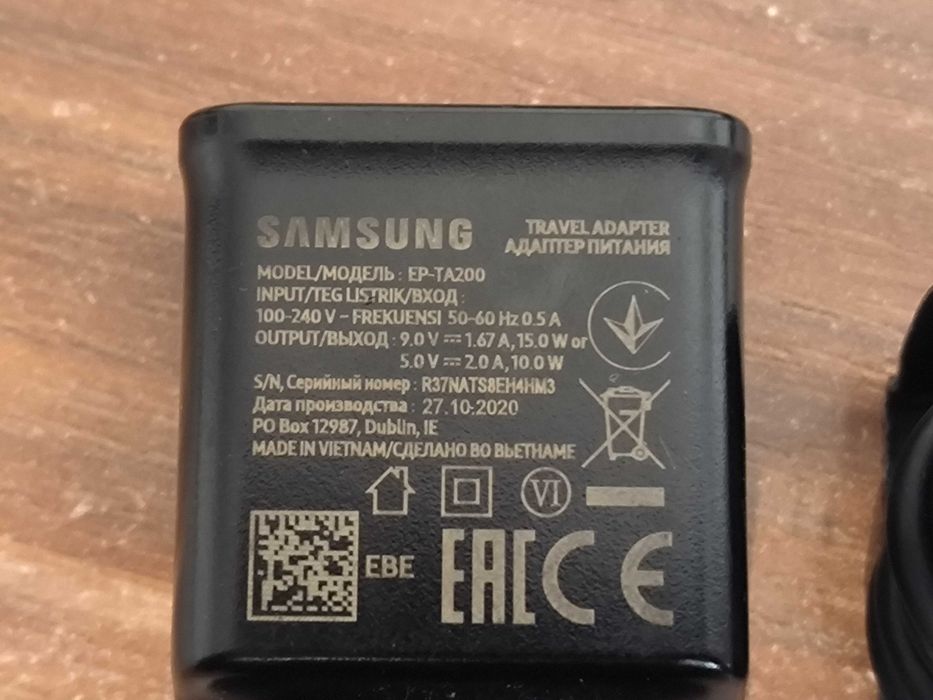 SAMSUNG
TRAVEL ADAPTER
АДАПТЕР ПИТАНИЯ
MODEL/МОДЕЛЬ : EP-TA200
INPUT/TEG LISTRIK/ВХОД :
100-240 V ~ FREKUENSI 50-60 Hz 0.5 A
OUTPUT/ВЫХОД : 9.0 V ⎓ 1.67 A, 15.0 W or
5.0 V ⎓ 2.0 A, 10.0 W
S/N, Серийный номер : R37NATS8EH4HM3
Дата производства : 27.10.2020
PO Box 12987, Dublin, IE
MADE IN VIETNAM/СДЕЛАНО ВО ВЬЕТНАМЕ
VI
EBE
EAC CE